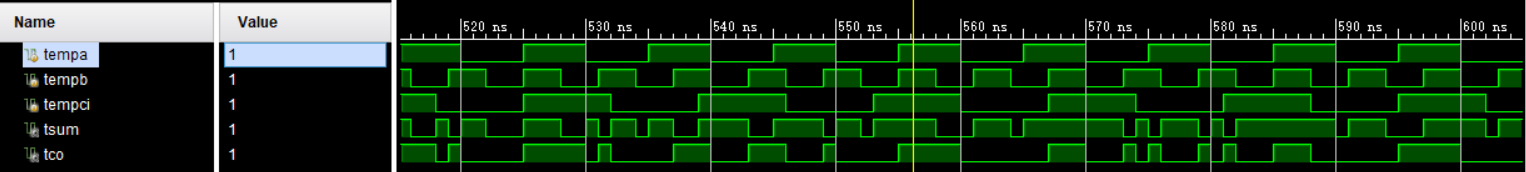 Name Value
520 ns 530 ns 540 ns 550 ns 560 ns 570 ns 580 ns 590 ns 600 ns
tempa 1
tempb 1
tempci 1
tsum 1
tco 1